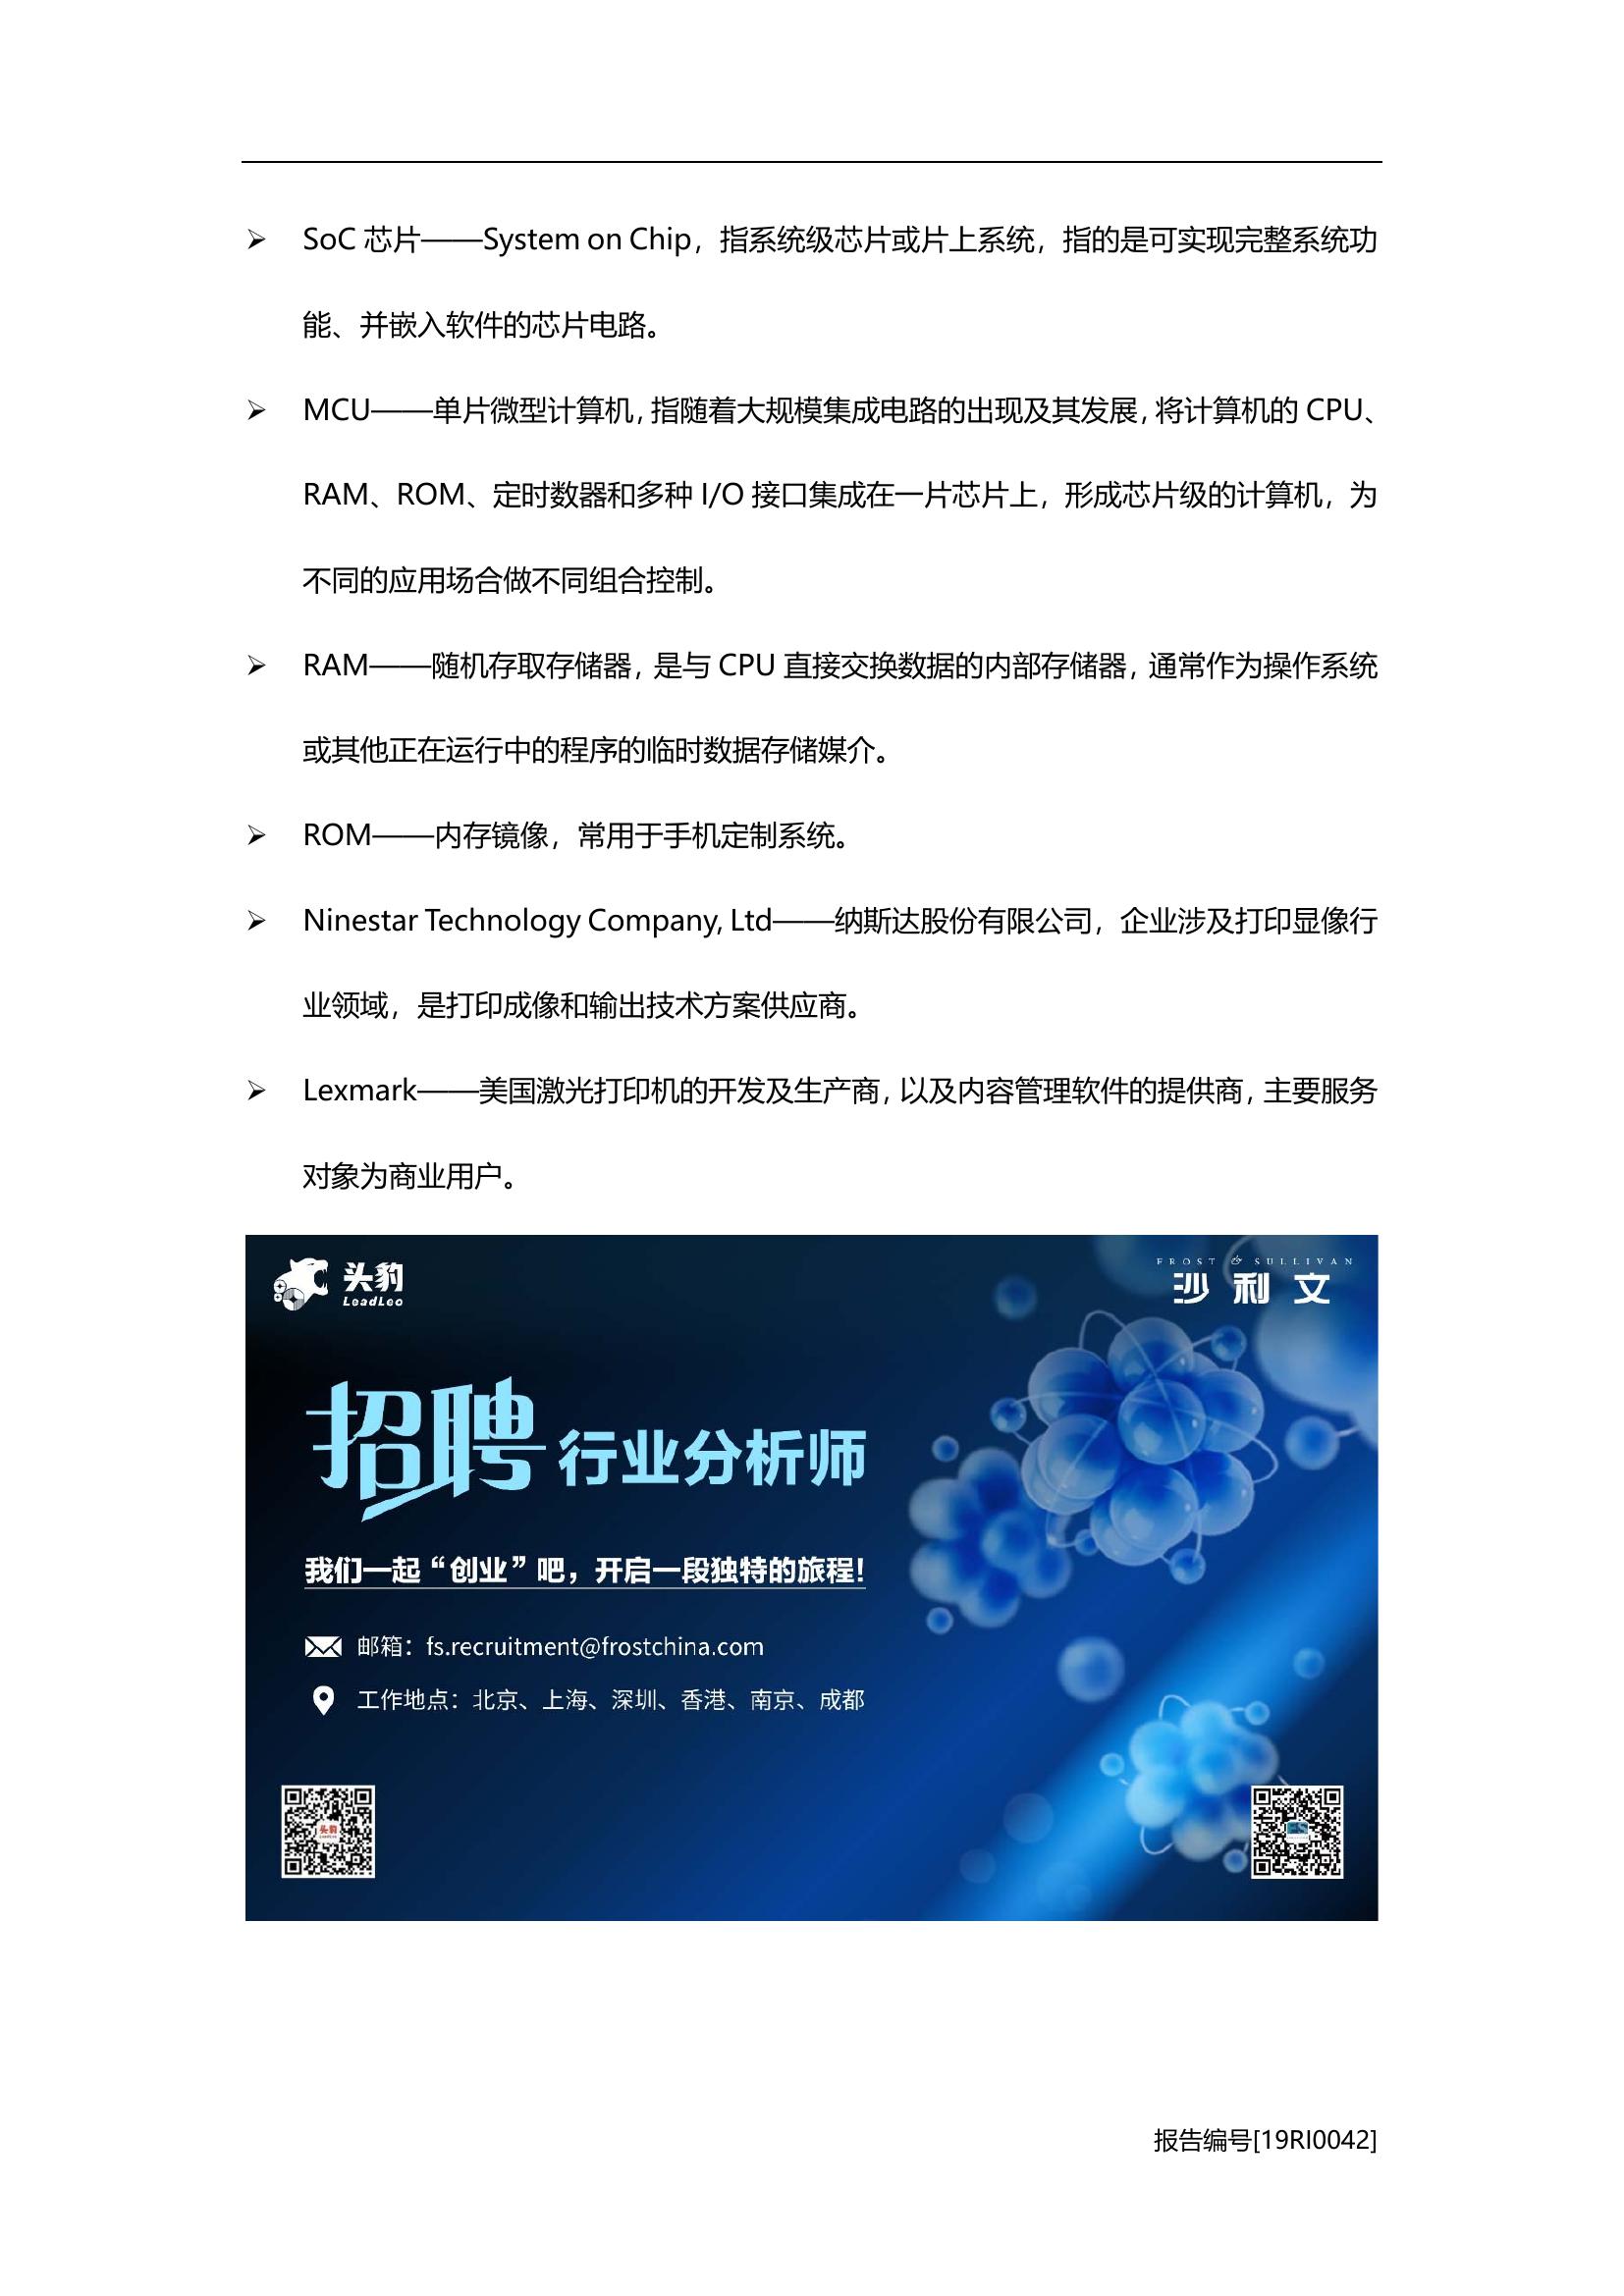 ➢ SoC 芯片——System on Chip，指系统级芯片或片上系统，指的是可实现完整系统功
能、并嵌入软件的芯片电路。
➢ MCU——单片微型计算机，指随着大规模集成电路的出现及其发展，将计算机的 CPU、
RAM、ROM、定时数器和多种 I/O 接口集成在一片芯片上，形成芯片级的计算机，为
不同的应用场合做不同组合控制。
➢ RAM——随机存取存储器，是与 CPU 直接交换数据的内部存储器，通常作为操作系统
或其他正在运行中的程序的临时数据存储媒介。
➢ ROM——内存镜像，常用于手机定制系统。
➢ Ninestar Technology Company, Ltd——纳斯达股份有限公司，企业涉及打印显像行
业领域，是打印成像和输出技术方案供应商。
➢ Lexmark——美国激光打印机的开发及生产商，以及内容管理软件的提供商，主要服务
对象为商业用户。
头豹
LeadLeo
FROST & SULLIVAN
沙利文
招聘 行业分析师
我们一起“创业”吧，开启一段独特的旅程！
邮箱：fs.recruitment@frostchina.com
工作地点：北京、上海、深圳、香港、南京、成都
头豹
报告编号[19RI0042]